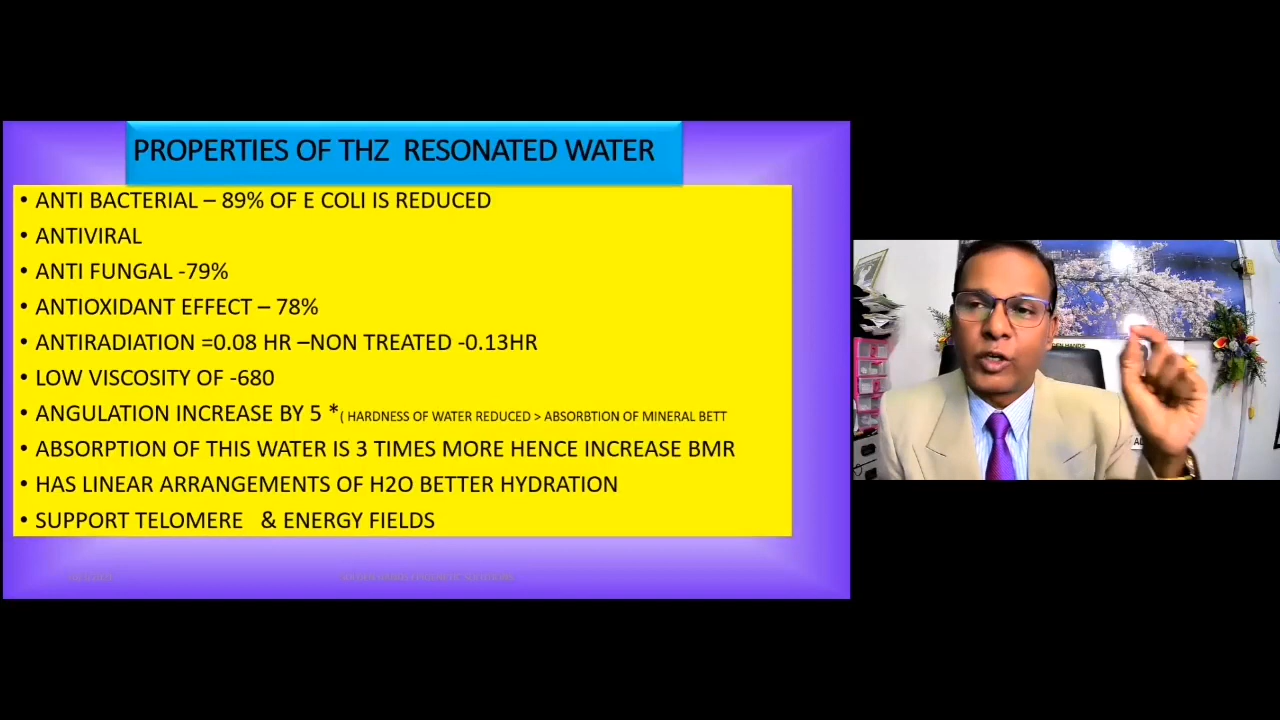 PROPERTIES OF THZ RESONATED WATER
• ANTI BACTERIAL – 89% OF E COLI IS REDUCED
• ANTIVIRAL
• ANTI FUNGAL -79%
• ANTIOXIDANT EFFECT – 78%
• ANTIRADIATION =0.08 HR –NON TREATED -0.13HR
• LOW VISCOSITY OF -680
• ANGULATION INCREASE BY 5 *( HARDNESS OF WATER REDUCED > ABSORBTION OF MINERAL BETT
• ABSORPTION OF THIS WATER IS 3 TIMES MORE HENCE INCREASE BMR
• HAS LINEAR ARRANGEMENTS OF H2O BETTER HYDRATION
• SUPPORT TELOMERE & ENERGY FIELDS
HANDS